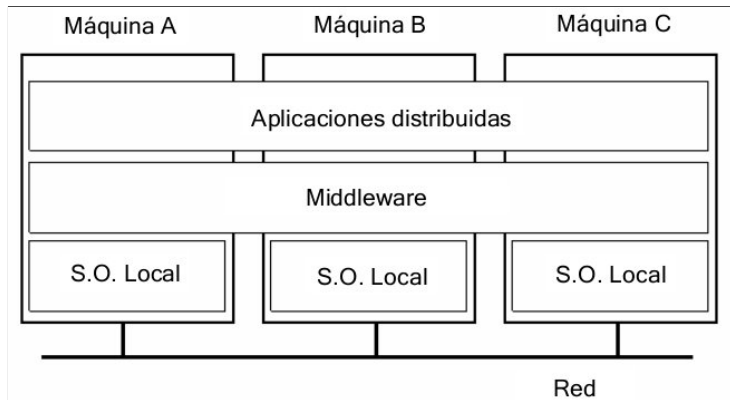 Máquina A
Máquina B
Máquina C
Aplicaciones distribuidas
Middleware
S.O. Local
S.O. Local
S.O. Local
Red